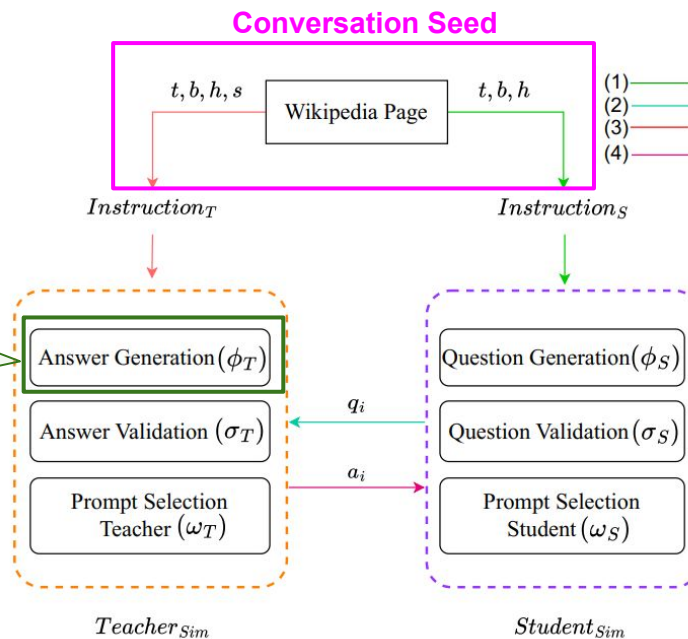 Conversation Seed
t, b, h, s
Wikipedia Page
t, b, h
(1)
(2)
(3)
(4)
Instruction_T
Instruction_S
Answer Generation (ϕ_T)
Answer Validation (σ_T)
Prompt Selection
Teacher (ω_T)
q_i
a_i
Question Generation(ϕ_S)
Question Validation (σ_S)
Prompt Selection
Student (ω_S)
Teacher_Sim
Student_Sim